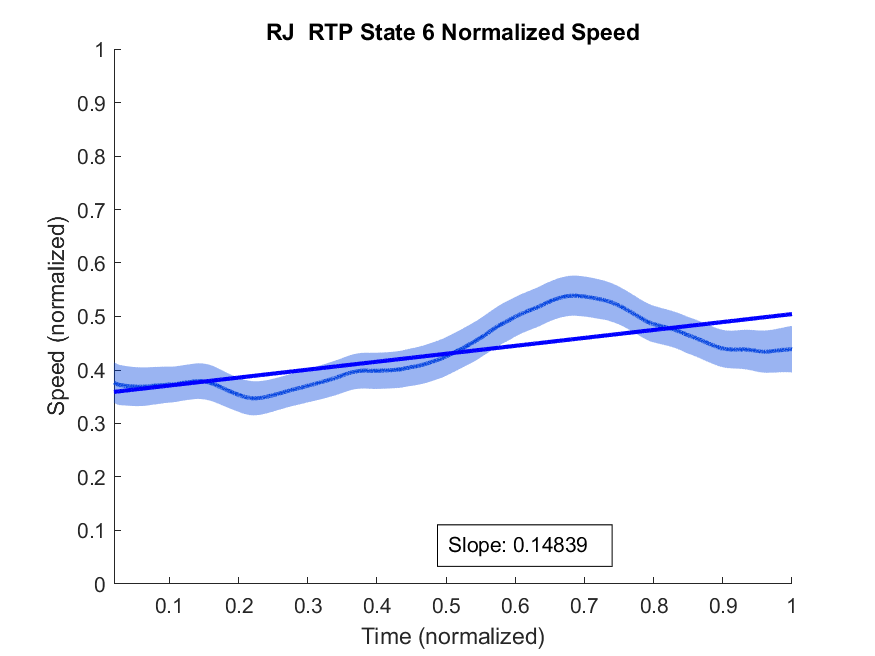 RJ  RTP State 6 Normalized Speed
1
0.9
0.8
0.7
0.6
0.5
0.4
0.3
0.2
0.1
0
Speed (normalized)
Slope: 0.14839
0.1 0.2 0.3 0.4 0.5 0.6 0.7 0.8 0.9 1
Time (normalized)